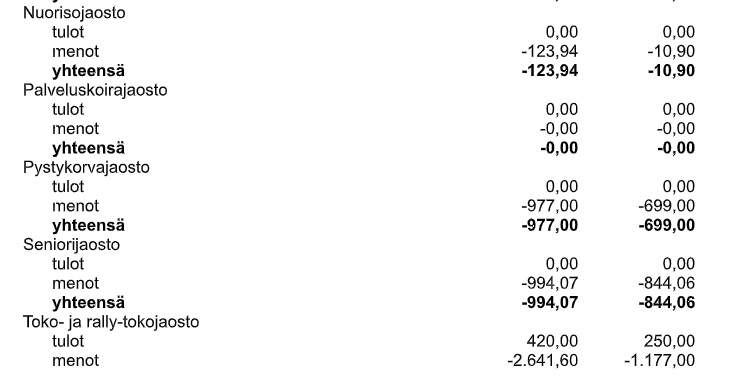 Nuorisojaosto
tulot 0,00 0,00
menot -123,94 -10,90
yhteensä -123,94 -10,90
Palveluskoirajaosto
tulot 0,00 0,00
menot -0,00 -0,00
yhteensä -0,00 -0,00
Pystykorvajaosto
tulot 0,00 0,00
menot -977,00 -699,00
yhteensä -977,00 -699,00
Seniorijaosto
tulot 0,00 0,00
menot -994,07 -844,06
yhteensä -994,07 -844,06
Toko- ja rally-tokojaosto
tulot 420,00 250,00
menot -2.641,60 -1.177,00